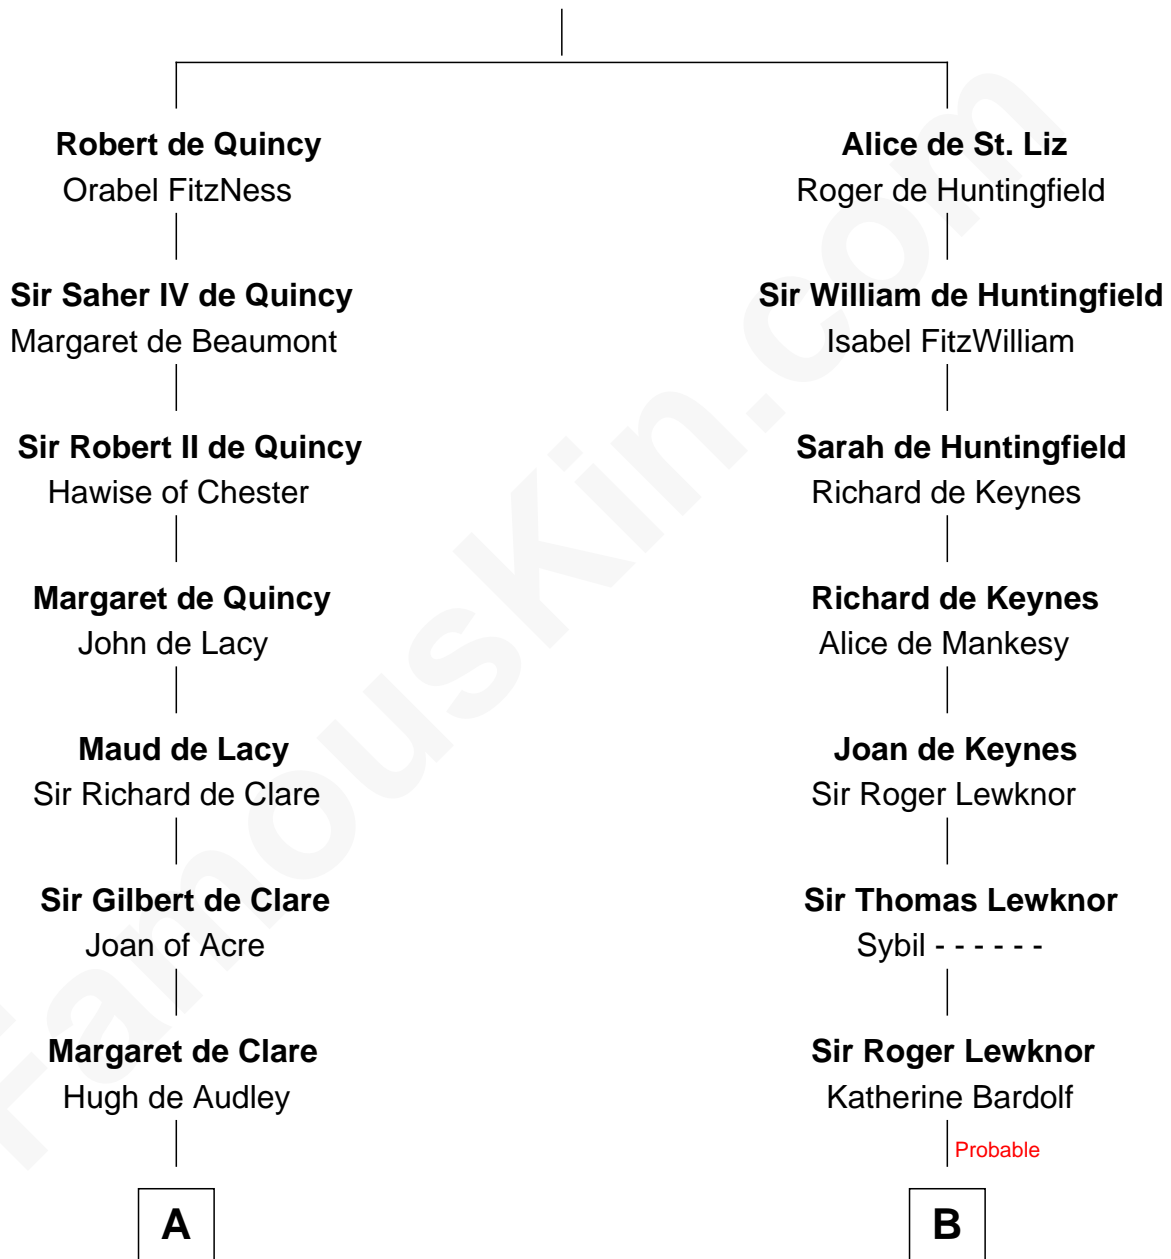 Robert de Quincy
Orabel FitzNess
Sir Saher IV de Quincy
Margaret de Beaumont
Sir Robert II de Quincy
Hawise of Chester
Margaret de Quincy
John de Lacy
Maud de Lacy
Sir Richard de Clare
Sir Gilbert de Clare
Joan of Acre
Margaret de Clare
Hugh de Audley
A
Alice de St. Liz
Roger de Huntingfield
Sir William de Huntingfield
Isabel FitzWilliam
Sarah de Huntingfield
Richard de Keynes
Richard de Keynes
Alice de Mankesy
Joan de Keynes
Sir Roger Lewknor
Sir Thomas Lewknor
Sybil - - - - - -
Sir Roger Lewknor
Katherine Bardolf
Probable
B
FamousKin.com